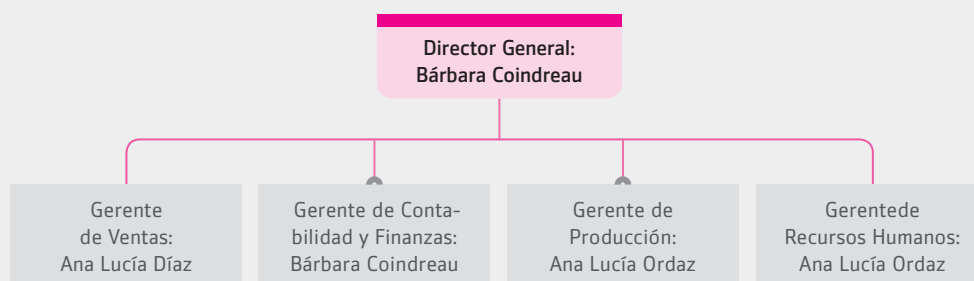 Director General:
Bárbara Coindreau
Gerente
de Ventas:
Ana Lucía Díaz
Gerente de Conta-
bilidad y Finanzas:
Bárbara Coindreau
Gerente de
Producción:
Ana Lucía Ordaz
Gerentede
Recursos Humanos:
Ana Lucía Ordaz